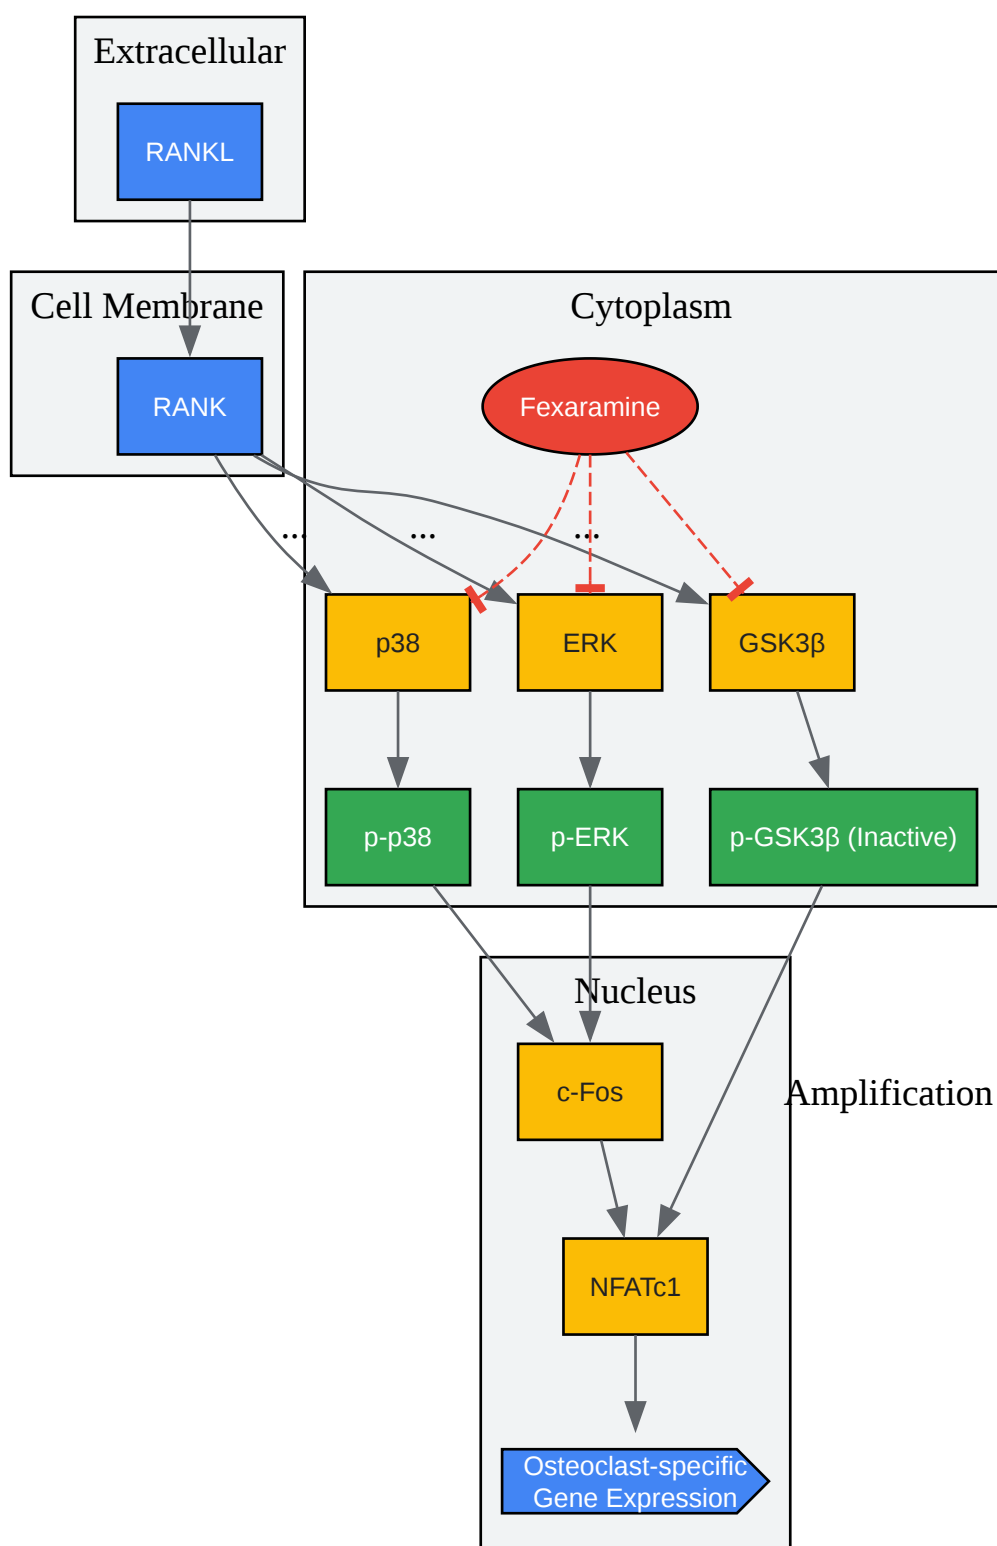 Extracellular
RANKL
Cell Membrane
RANK
Cytoplasm
Fexaramine
...
...
...
p38
ERK
GSK3β
p-p38
p-ERK
p-GSK3β (Inactive)
Nucleus
c-Fos
Amplification
NFATc1
Osteoclast-specific
Gene Expression